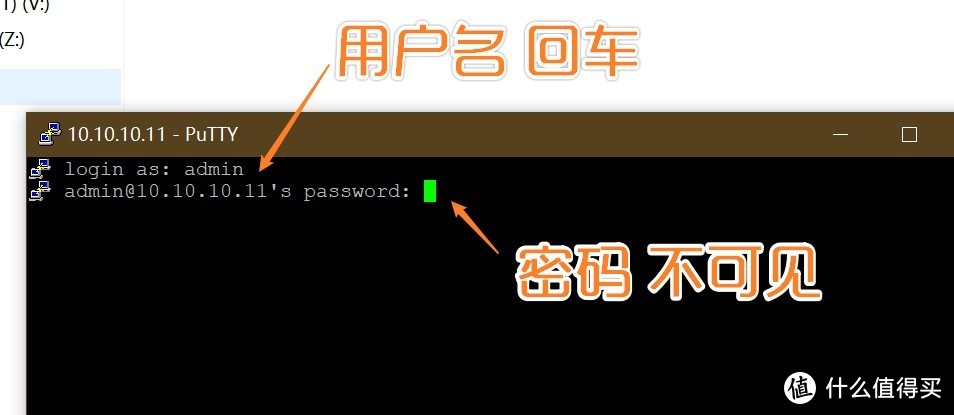 1) (V:)
(Z:)
用户名 回车
10.10.10.11 - PuTTY
login as: admin
admin@10.10.10.11's password:
密码 不可见
值 什么值得买